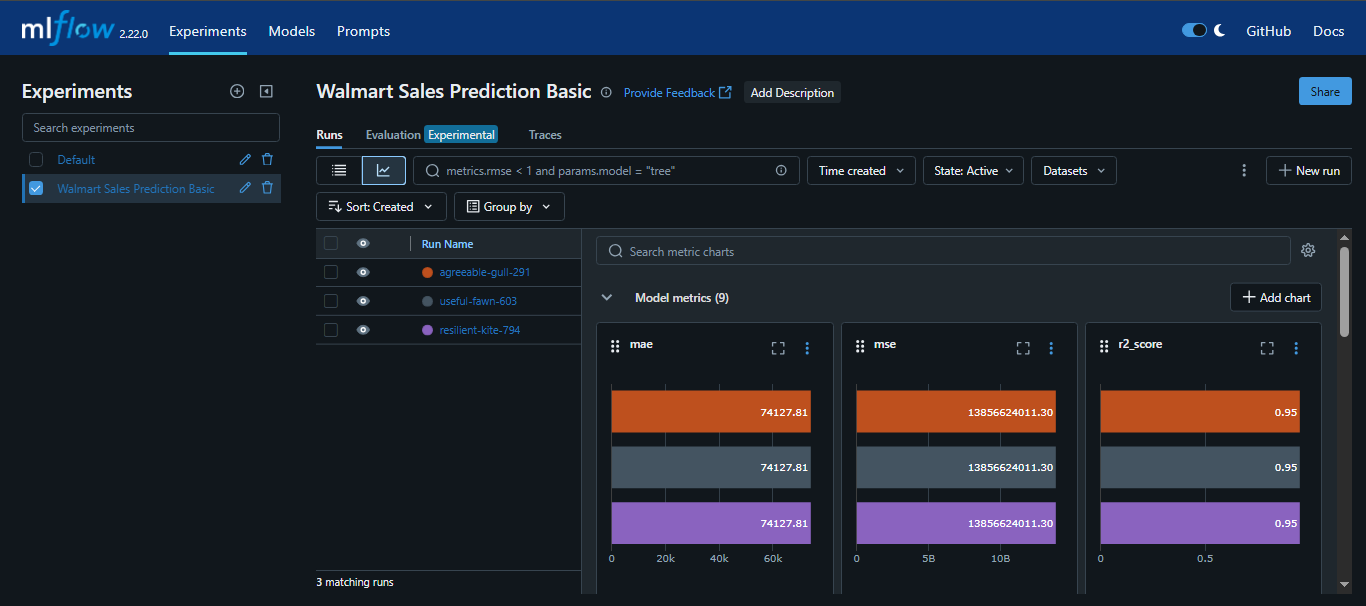 mlflow 2.22.0 Experiments Models Prompts GitHub Docs
Experiments
Search experiments
Default
Walmart Sales Prediction Basic
Walmart Sales Prediction Basic Provide Feedback Add Description Share
Runs Evaluation Experimental Traces
metrics.rmse < 1 and params.model = "tree" Time created State: Active Datasets New run
Sort: Created Group by
Run Name
agreeable-gull-291
useful-fawn-603
resilient-kite-794
3 matching runs
Search metric charts
Model metrics (9) Add chart
mae
74127.81
74127.81
74127.81
0 20k 40k 60k
mse
13856624011.30
13856624011.30
13856624011.30
0 5B 10B
r2_score
0.95
0.95
0.95
0 0.5